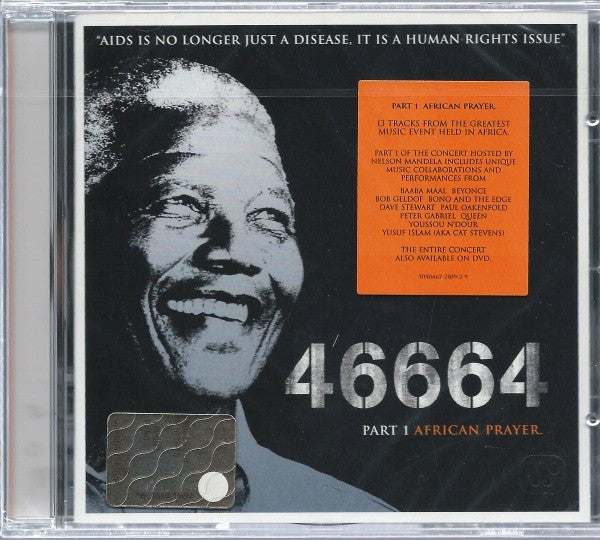 "AIDS IS NO LONGER JUST A DISEASE, IT IS A HUMAN RIGHTS ISSUE"
PART 1 AFRICAN PRAYER.
13 TRACKS FROM THE GREATEST
MUSIC EVENT HELD IN AFRICA.
PART 1 OF THE CONCERT HOSTED BY
NELSON MANDELA INCLUDES UNIQUE
MUSIC COLLABORATIONS AND
PERFORMANCES FROM
BAABA MAAL BEYONCE
BOB GELDOF BONO AND THE EDGE
DAVE STEWART PAUL OAKENFOLD
PETER GABRIEL QUEEN
YOUSSOU N'DOUR
YUSUF ISLAM (AKA CAT STEVENS)
THE ENTIRE CONCERT
ALSO AVAILABLE ON DVD.
5050467-2109-2-9
46664
PART 1 AFRICAN PRAYER.